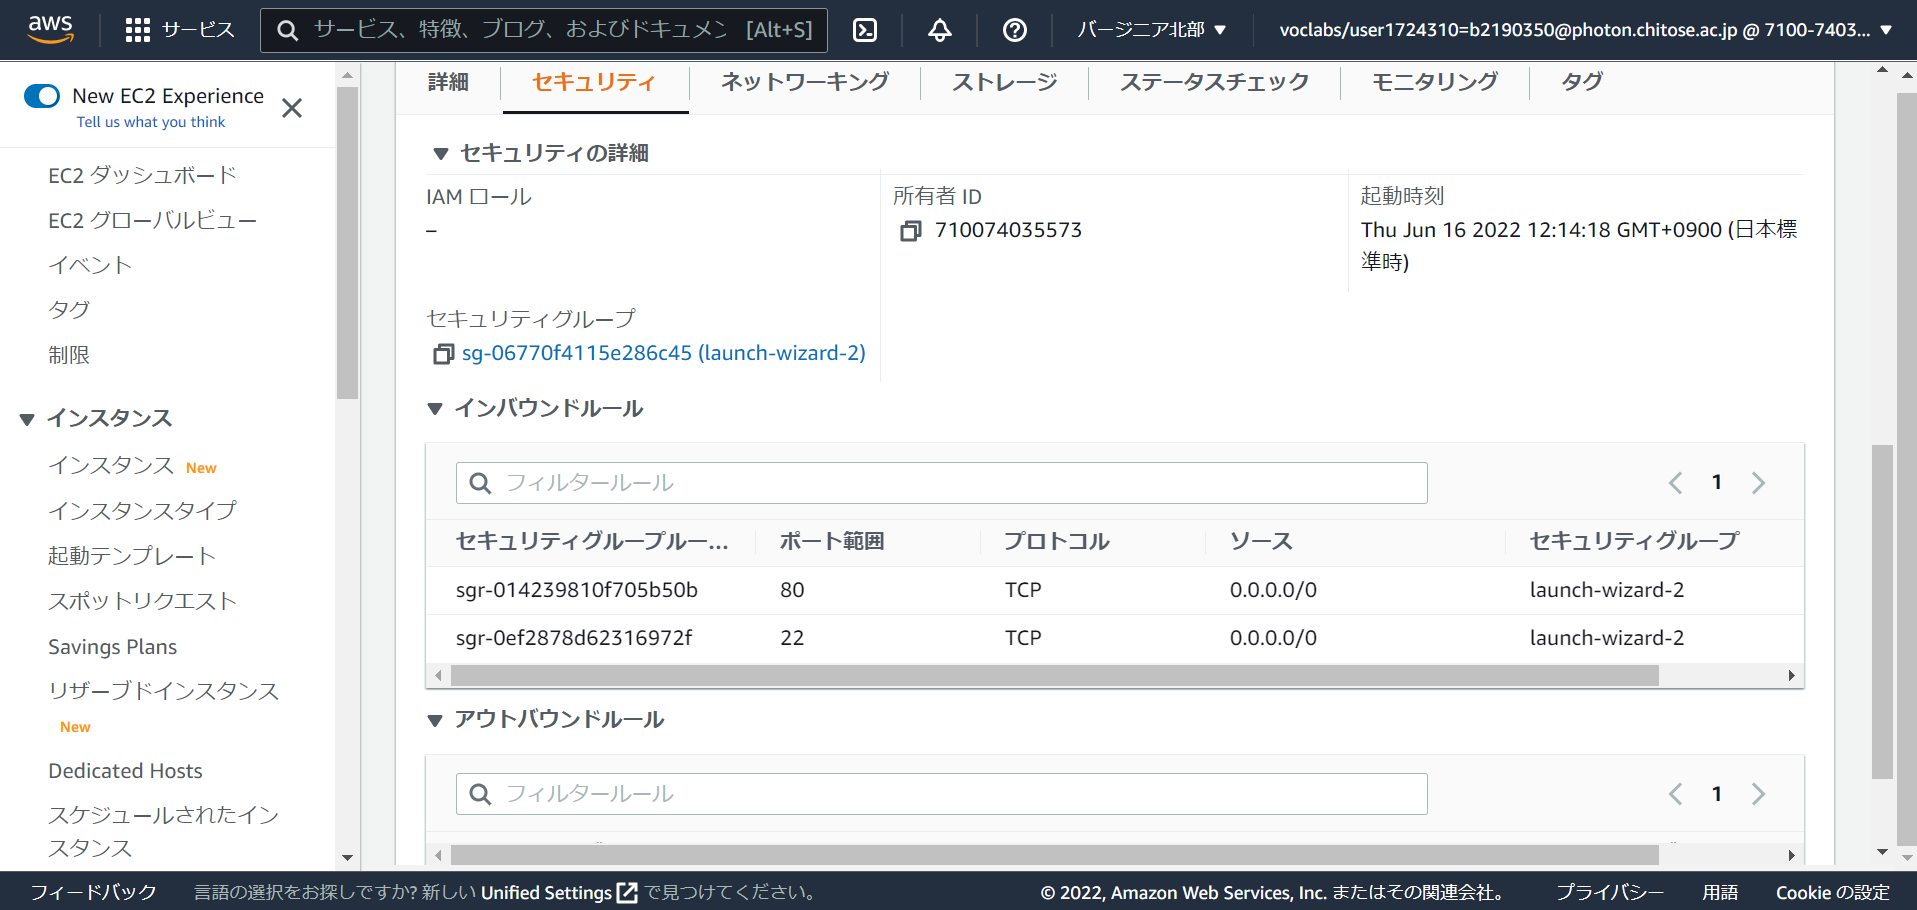 aws
サービス
サービス、特徴、ブログ、およびドキュメン [Alt+S]
バージニア北部 ▼
voclabs/user1724310=b2190350@photon.chitose.ac.jp @ 7100-7403... ▼
New EC2 Experience
Tell us what you think
EC2 ダッシュボード
EC2 グローバルビュー
イベント
タグ
制限
▼ インスタンス
インスタンス New
インスタンスタイプ
起動テンプレート
スポットリクエスト
Savings Plans
リザーブドインスタンス
New
Dedicated Hosts
スケジュールされたイン
スタンス
詳細 セキュリティ ネットワーキング ストレージ ステータスチェック モニタリング タグ
▼ セキュリティの詳細
IAM ロール
–
所有者 ID
710074035573
起動時刻
Thu Jun 16 2022 12:14:18 GMT+0900 (日本標
準時)
セキュリティグループ
sg-06770f4115e286c45 (launch-wizard-2)
▼ インバウンドルール
フィルタールール
1
セキュリティグループルー... ポート範囲 プロトコル ソース セキュリティグループ
sgr-014239810f705b50b 80 TCP 0.0.0.0/0 launch-wizard-2
sgr-0ef2878d62316972f 22 TCP 0.0.0.0/0 launch-wizard-2
▼ アウトバウンドルール
フィルタールール
1
フィードバック
言語の選択をお探しですか? 新しい Unified Settings で見つけてください。
© 2022, Amazon Web Services, Inc. またはその関連会社。
プライバシー
用語
Cookie の設定